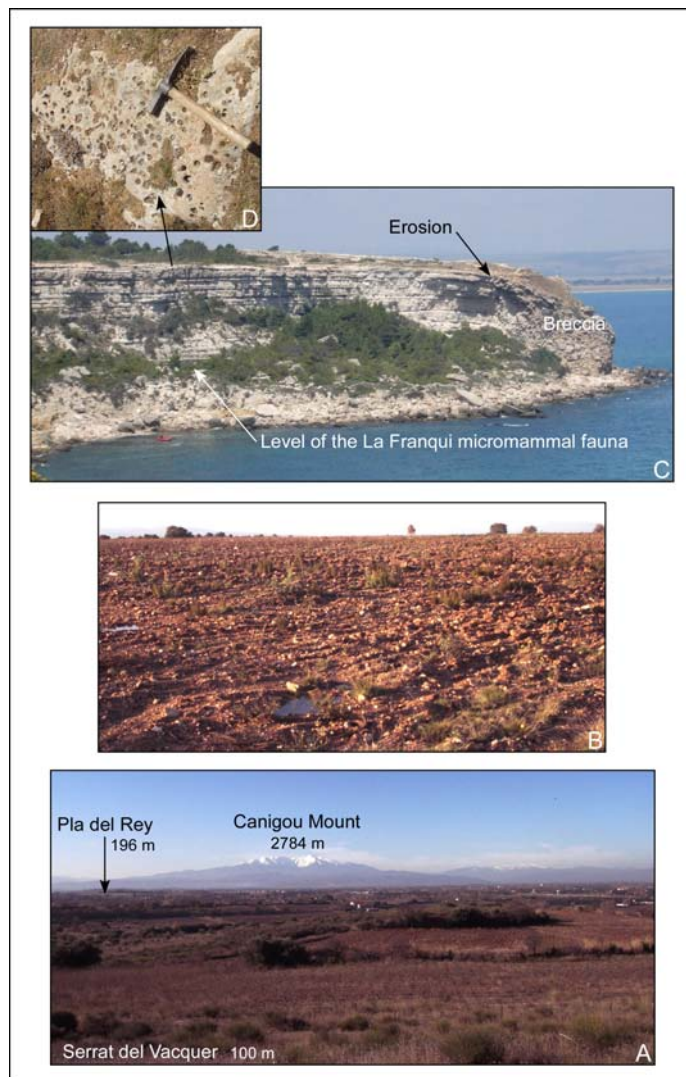 D
Erosion
Breccia
Level of the La Franqui micromammal fauna
C
B
Pla del Rey
196 m
Canigou Mount
2784 m
Serrat del Vacquer 100 m
A